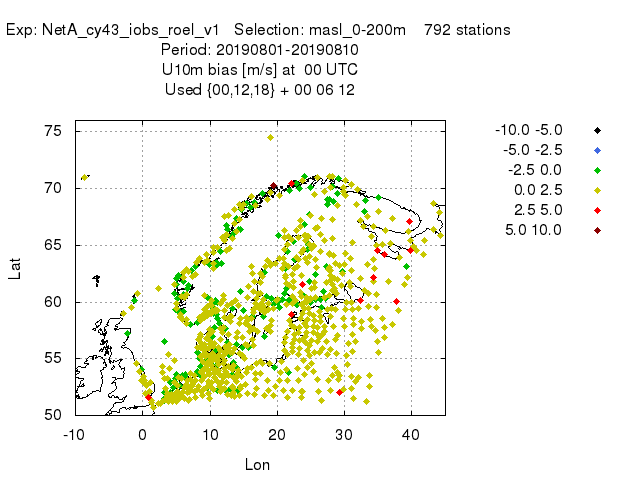 Exp: NetA_cy43_iobs_roel_v1 Selection: masl_0-200m 792 stations
Period: 20190801-20190810
U10m bias [m/s] at 00 UTC
Used {00,12,18} + 00 06 12
-10.0 -5.0
-5.0 -2.5
-2.5 0.0
0.0 2.5
2.5 5.0
5.0 10.0
75
70
65
60
55
50
Lat
-10 0 10 20 30 40
Lon